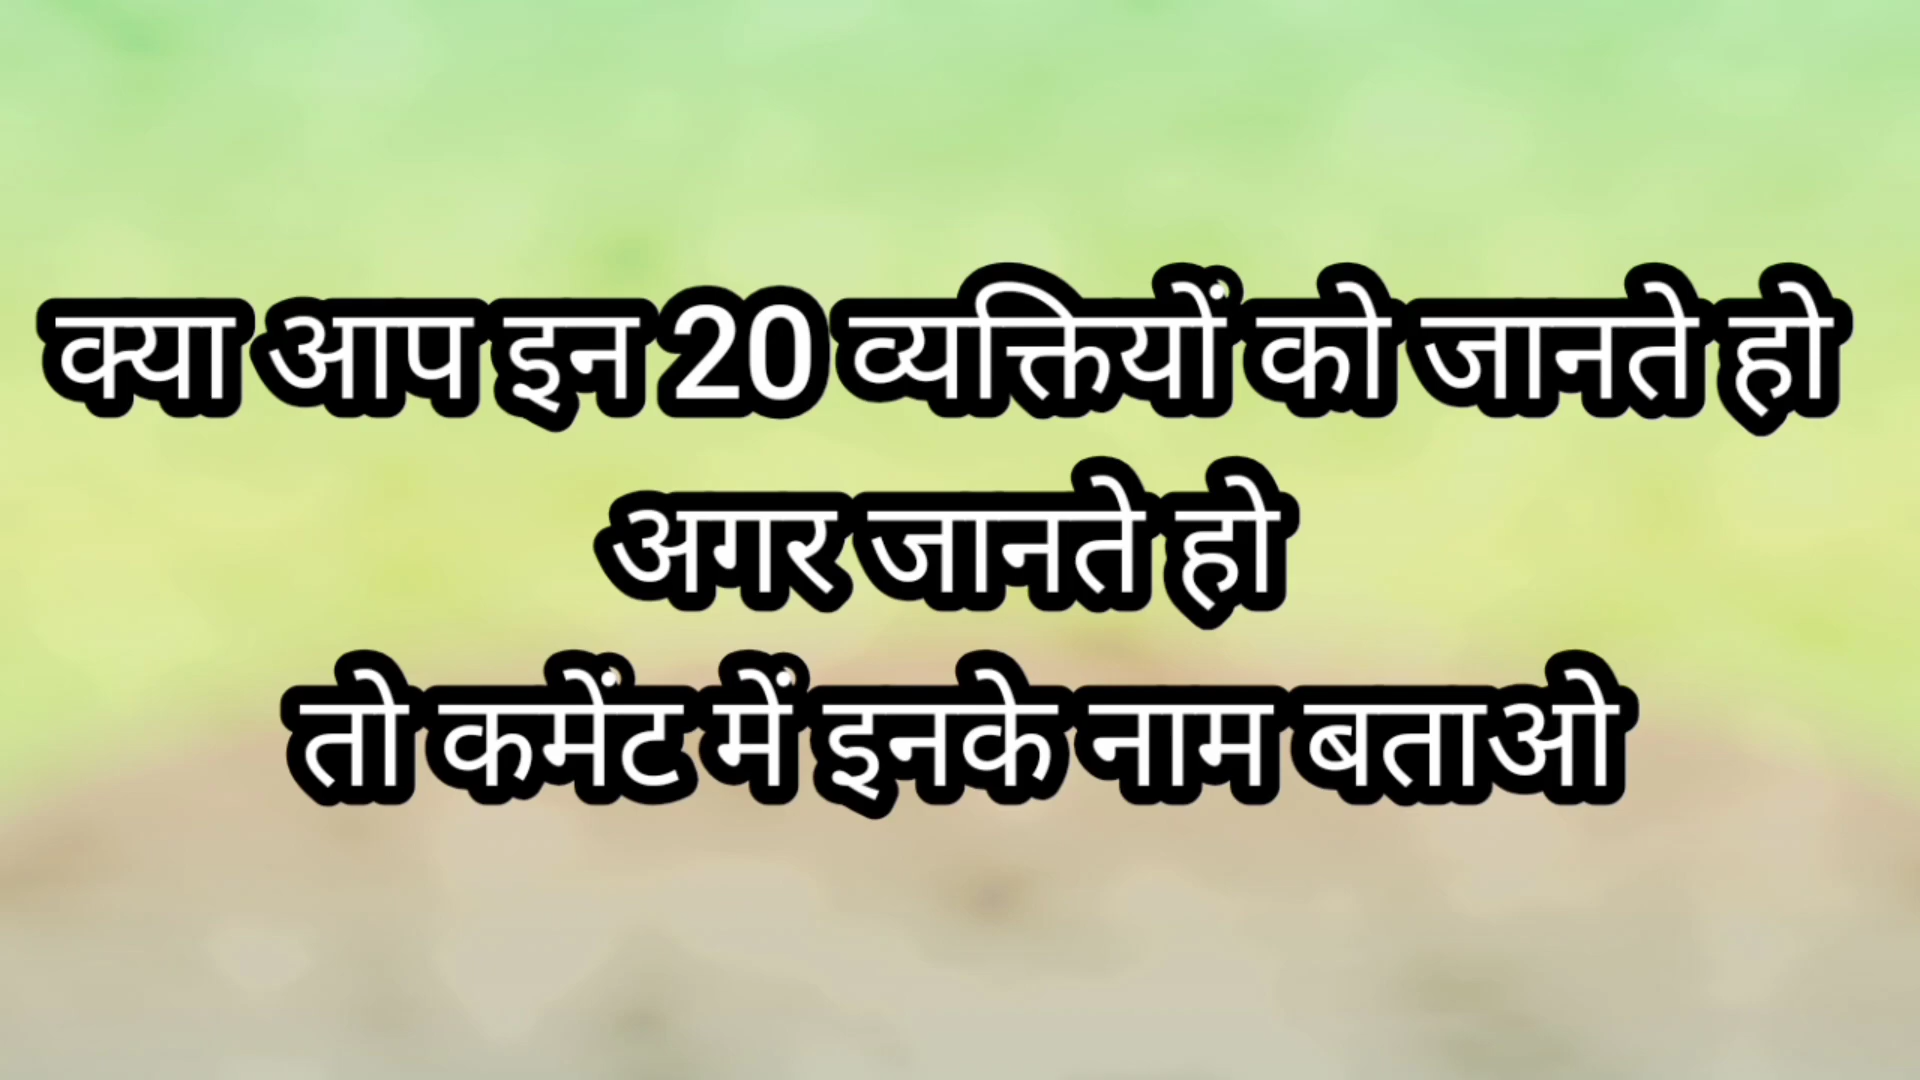 क्या आप इन 20 व्यक्तियों को जानते हो
अगर जानते हो
तो कमेंट में इनके नाम बताओ